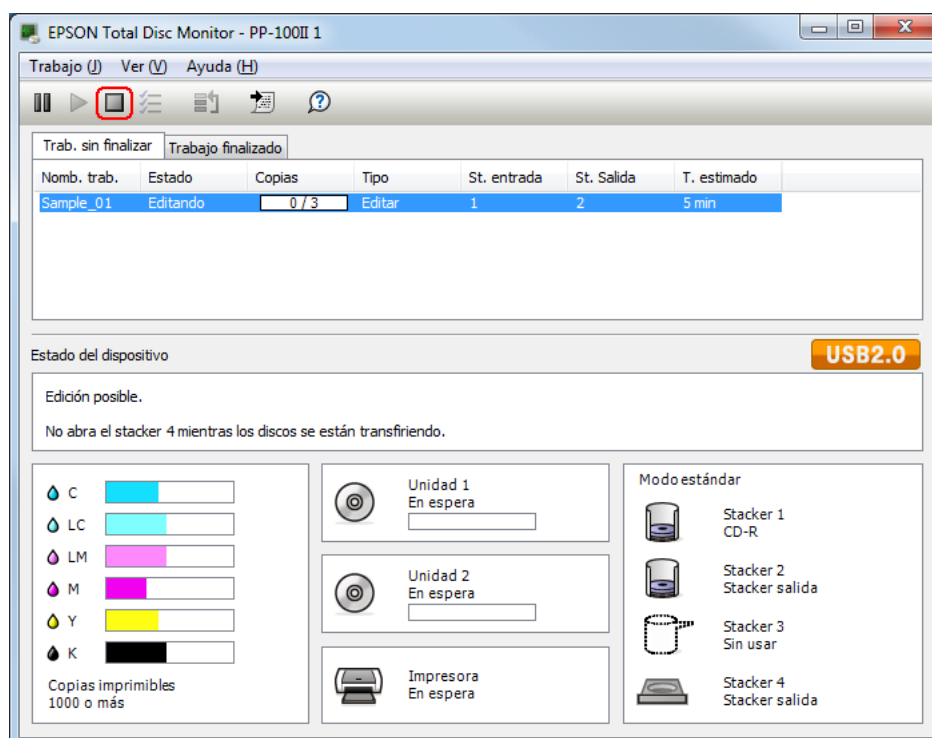 EPSON Total Disc Monitor - PP-100II 1
Trabajo (J) Ver (V) Ayuda (H)
Trab. sin finalizar Trabajo finalizado
Nomb. trab. Estado Copias Tipo St. entrada St. Salida T. estimado
Sample_01 Editando 0 / 3 Editar 1 2 5 min
Estado del dispositivo
USB2.0
Edición posible.
No abra el stacker 4 mientras los discos se están transfiriendo.
C
LC
LM
M
Y
K
Copias imprimibles
1000 o más
Unidad 1
En espera
Unidad 2
En espera
Impresora
En espera
Modo estándar
Stacker 1
CD-R
Stacker 2
Stacker salida
Stacker 3
Sin usar
Stacker 4
Stacker salida